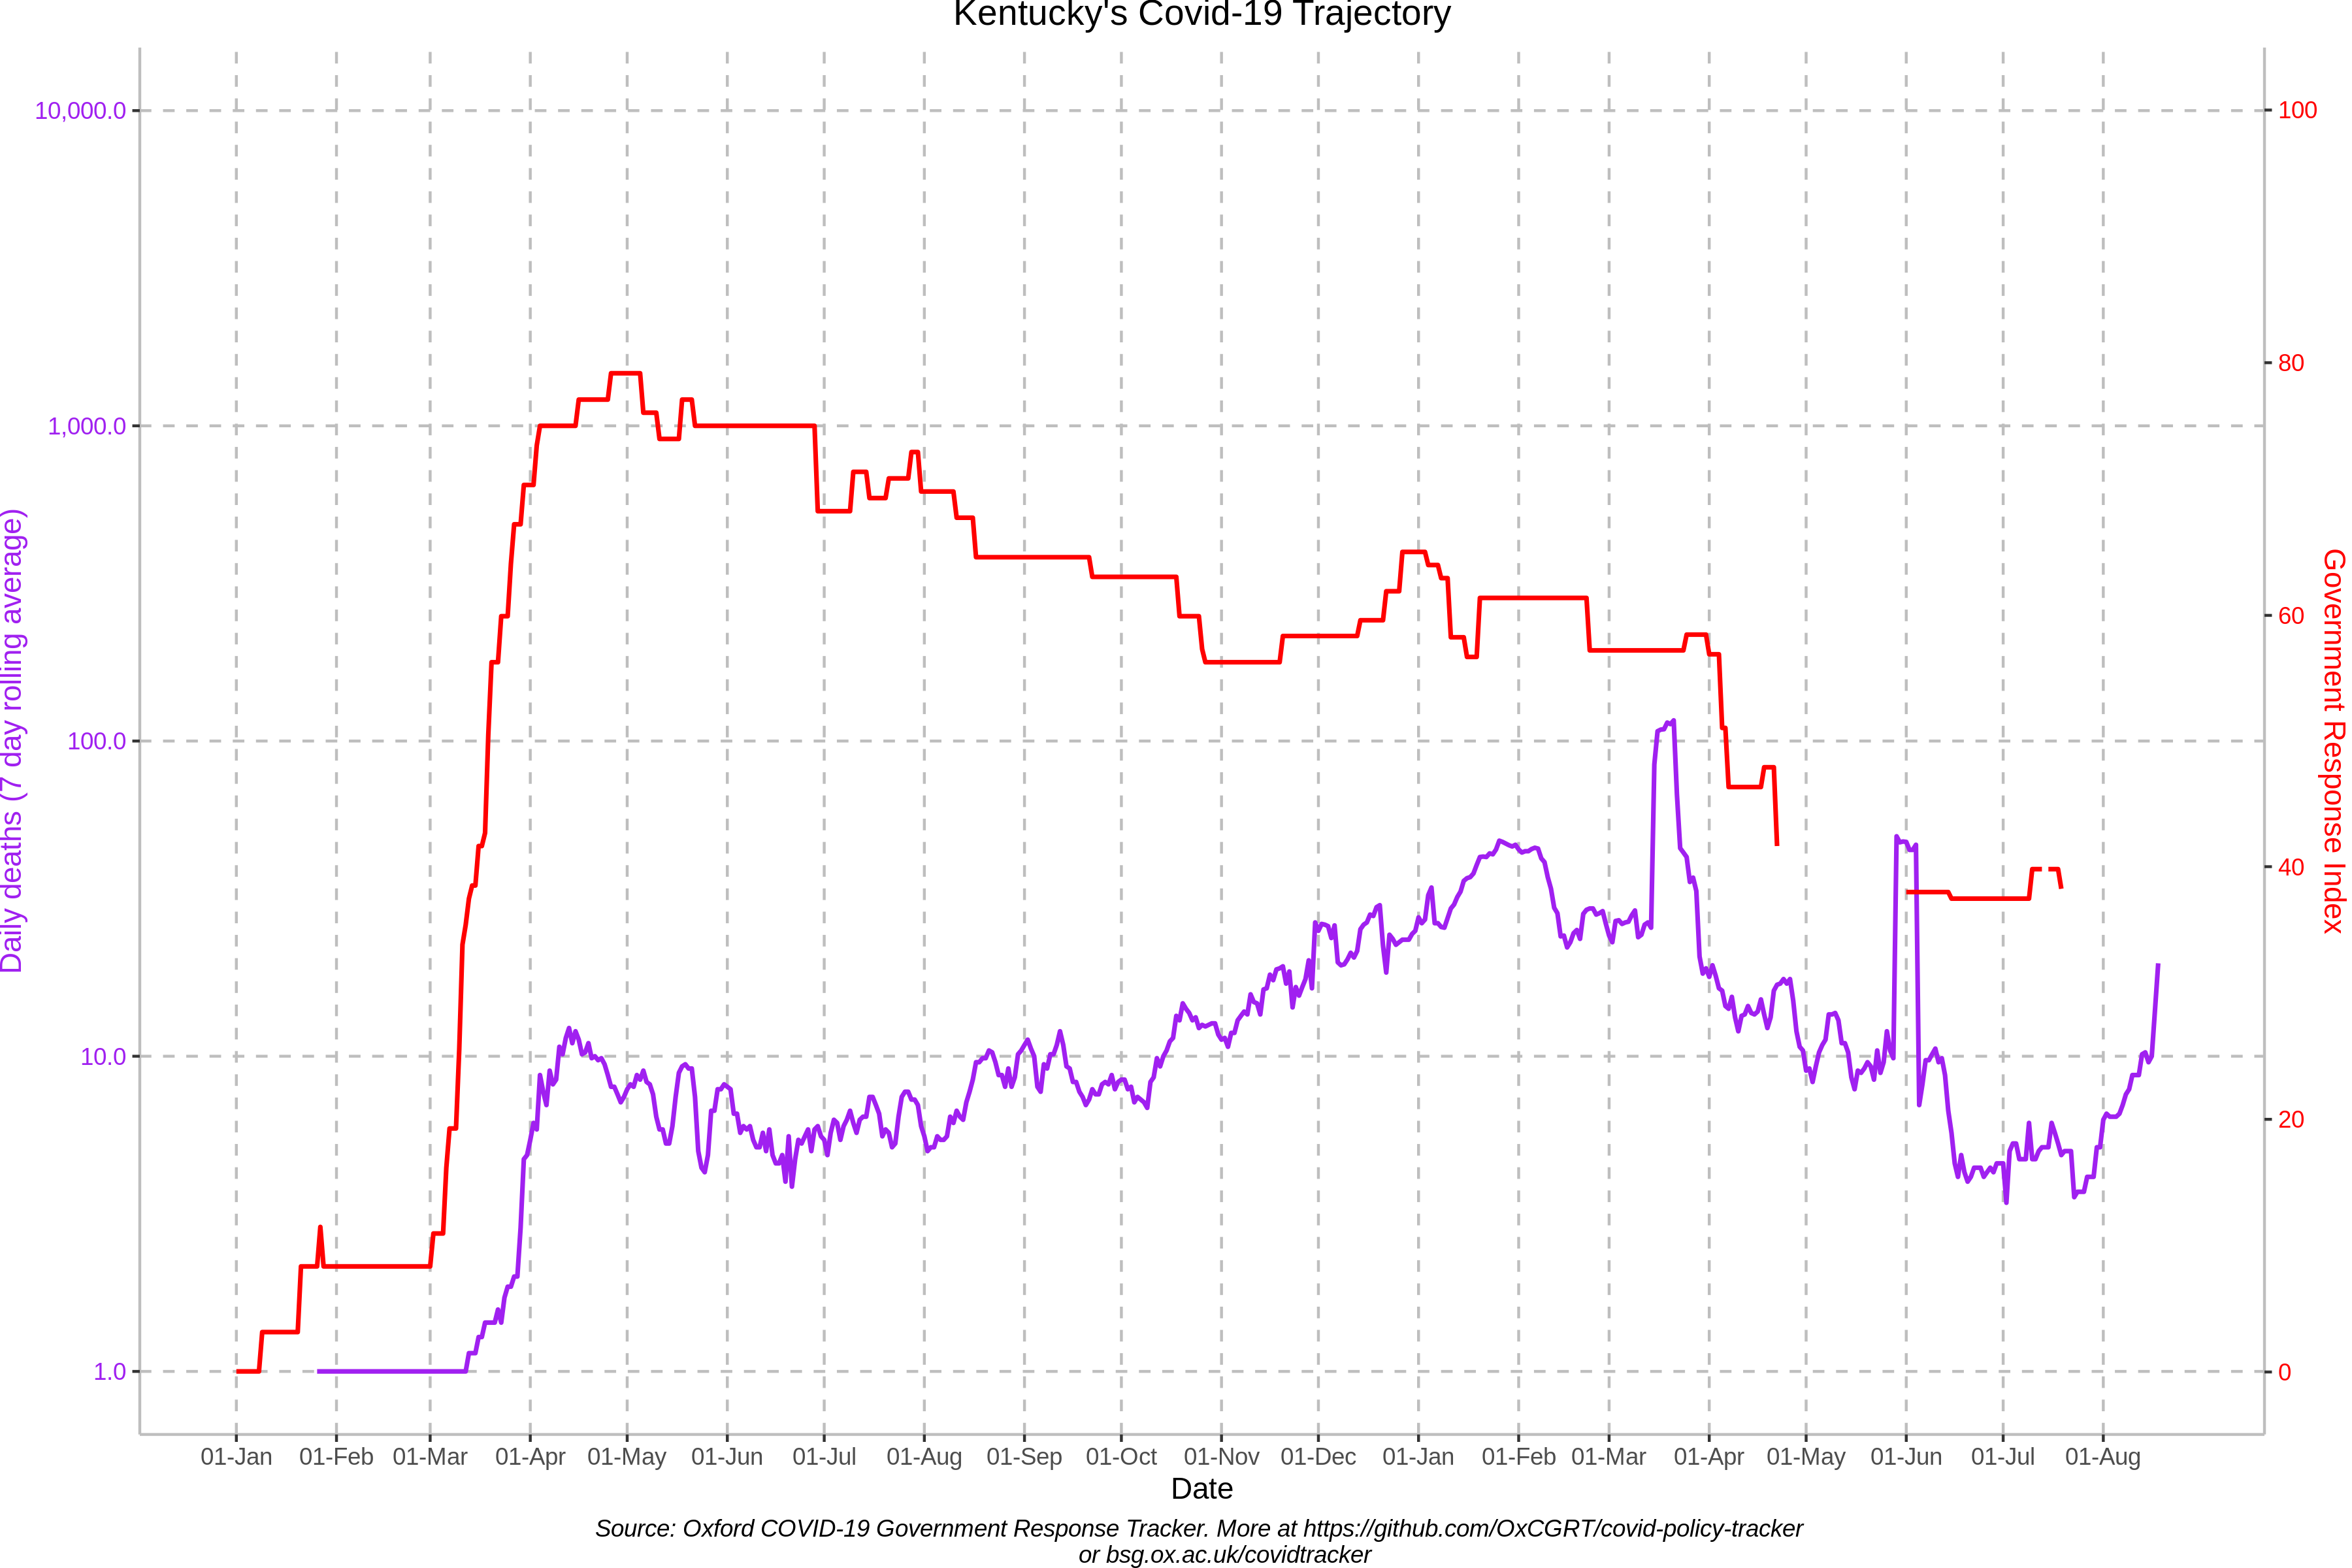 Kentucky's Covid-19 Trajectory
10,000.0
1,000.0
100.0
10.0
1.0
Daily deaths (7 day rolling average)
100
80
60
40
20
0
Government Response Index
01-Jan 01-Feb 01-Mar 01-Apr 01-May 01-Jun 01-Jul 01-Aug 01-Sep 01-Oct 01-Nov 01-Dec 01-Jan 01-Feb 01-Mar 01-Apr 01-May 01-Jun 01-Jul 01-Aug
Date
Source: Oxford COVID-19 Government Response Tracker. More at https://github.com/OxCGRT/covid-policy-tracker
or bsg.ox.ac.uk/covidtracker